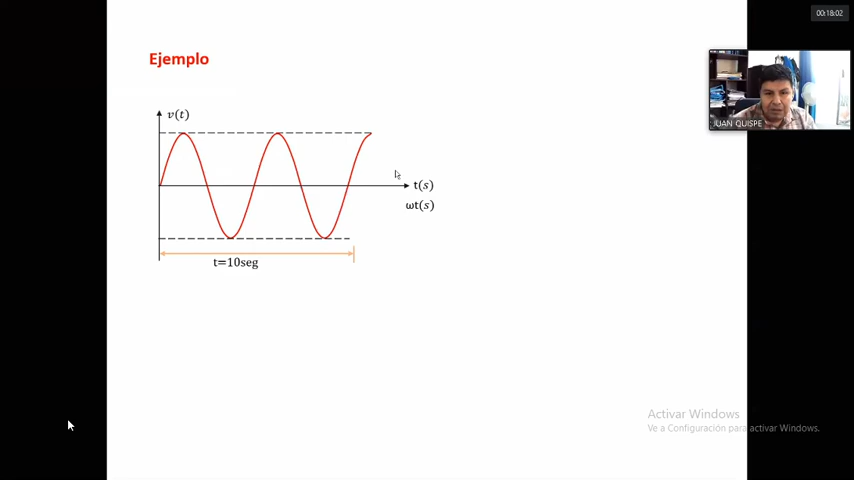 00:18:02
Ejemplo
JUAN QUISPE
v(t)
t(s)
ωt(s)
t=10seg
Activar Windows
Ve a Configuración para activar Windows.